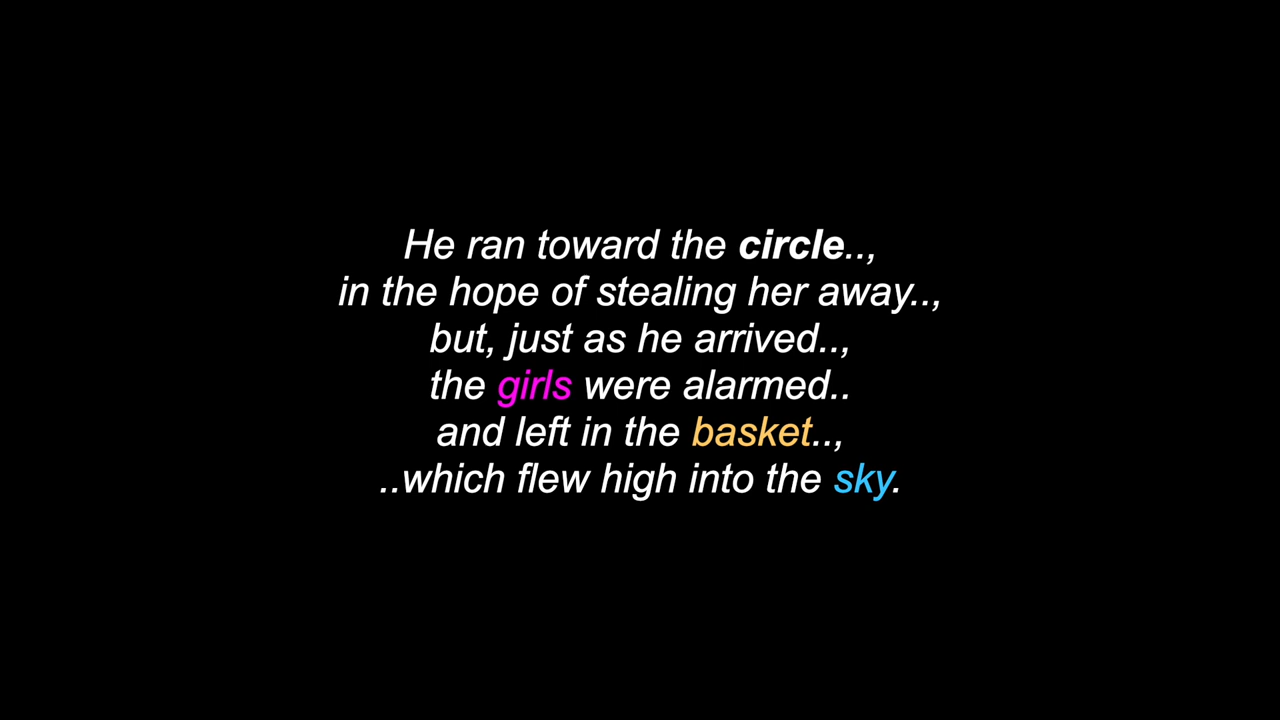 He ran toward the circle..,
in the hope of stealing her away..,
but, just as he arrived..,
the girls were alarmed..
and left in the basket..,
..which flew high into the sky.